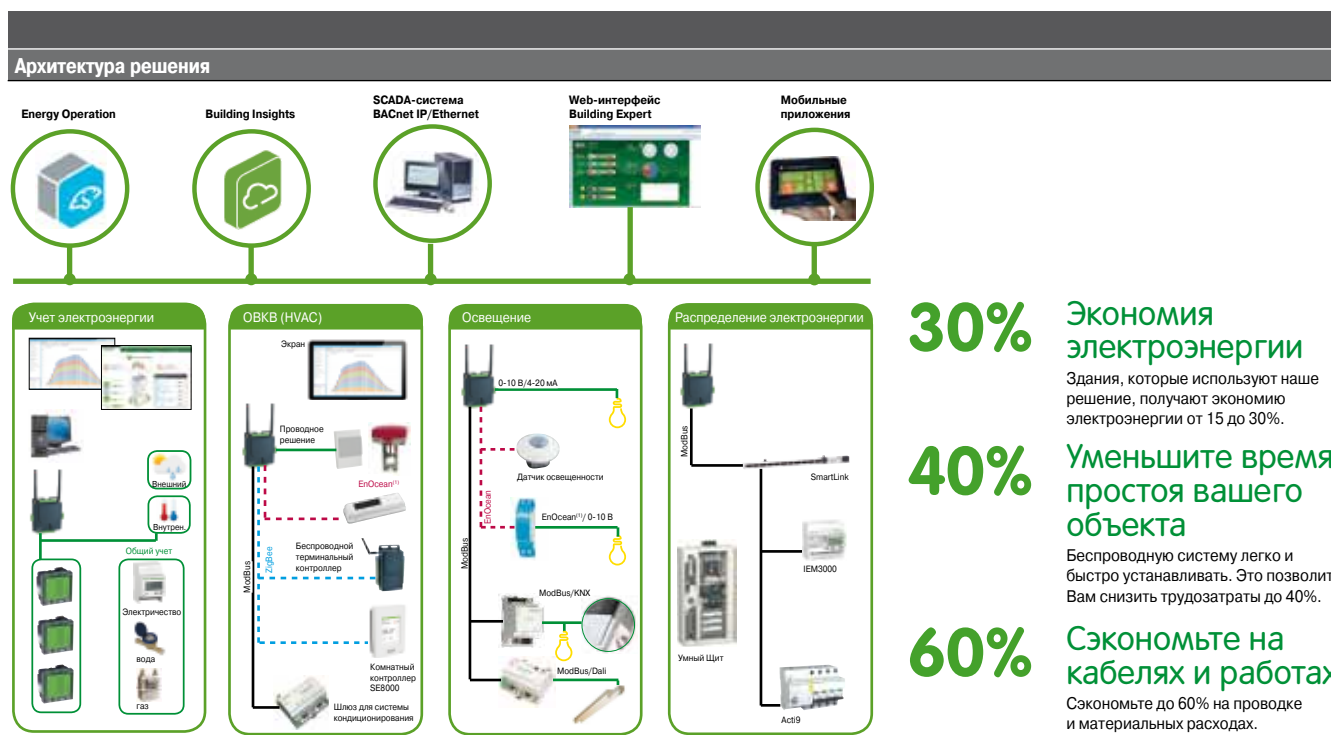 Архитектура решения
Energy Operation
Building Insights
SCADA-система
BACnet IP/Ethernet
Web-интерфейс
Building Expert
Мобильные
приложения
Учет электроэнергии
Внешний
Внутрен.
Общий учет
Электричество
вода
газ
ОВКВ (HVAC)
Экран
Проводное
решение
EnOcean(1)
ZigBee
ModBus
Беспроводной
терминальный
контроллер
Комнатный
контроллер
SE8000
Шлюз для системы
кондиционирования
Освещение
0-10 В/4-20 мА
Датчик освещенности
EnOcean
EnOcean(1)/ 0-10 В
ModBus
ModBus/KNX
ModBus/Dali
Распределение электроэнергии
ModBus
SmartLink
IEM3000
Умный Щит
Acti9
30%
Экономия
электроэнергии
Здания, которые используют наше
решение, получают экономию
электроэнергии от 15 до 30%.
40%
Уменьшите время
простоя вашего
объекта
Беспроводную систему легко и
быстро устанавливать. Это позволит
Вам снизить трудозатраты до 40%.
60%
Сэкономьте на
кабелях и работах
Сэкономьте до 60% на проводке
и материальных расходах.